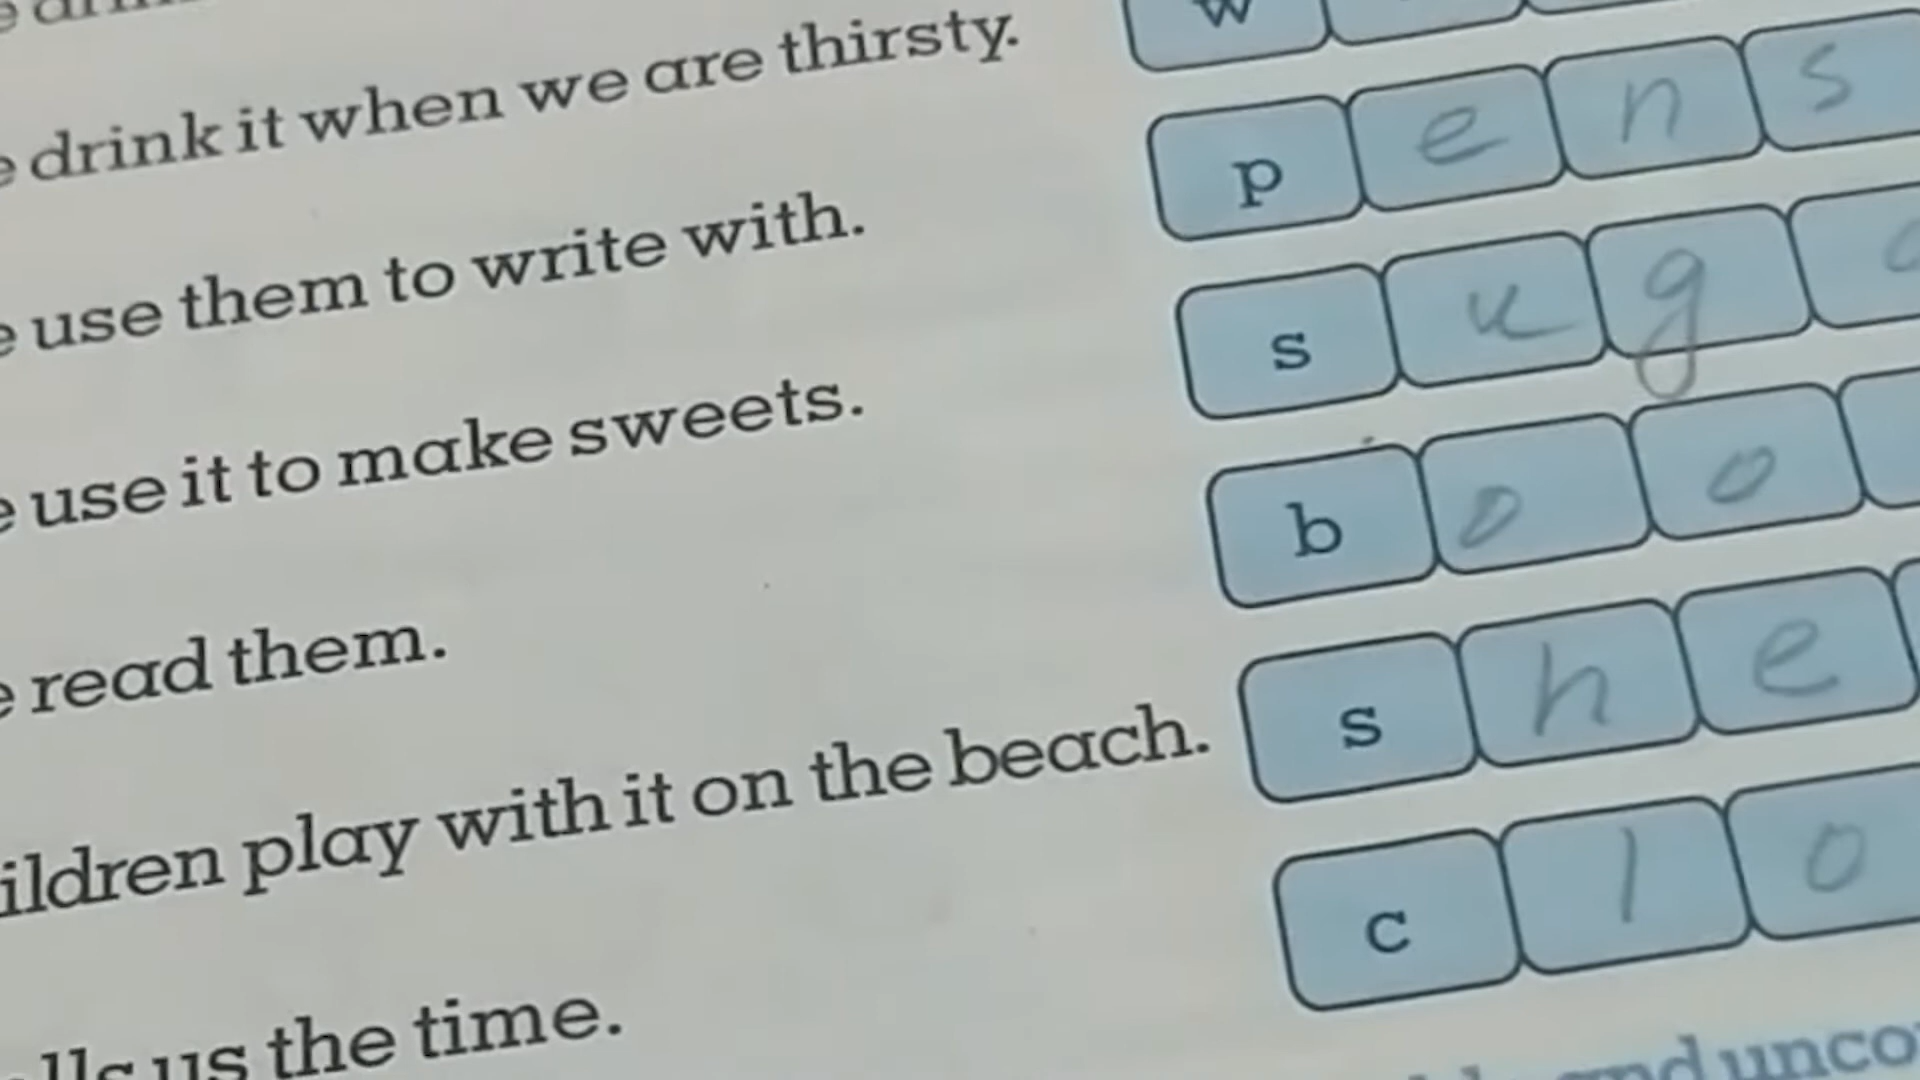 drink it when we are thirsty. w
use them to write with. p e n s
use it to make sweets. s u g
read them. b o o
play with it on the beach. s h e
us the time. c l o